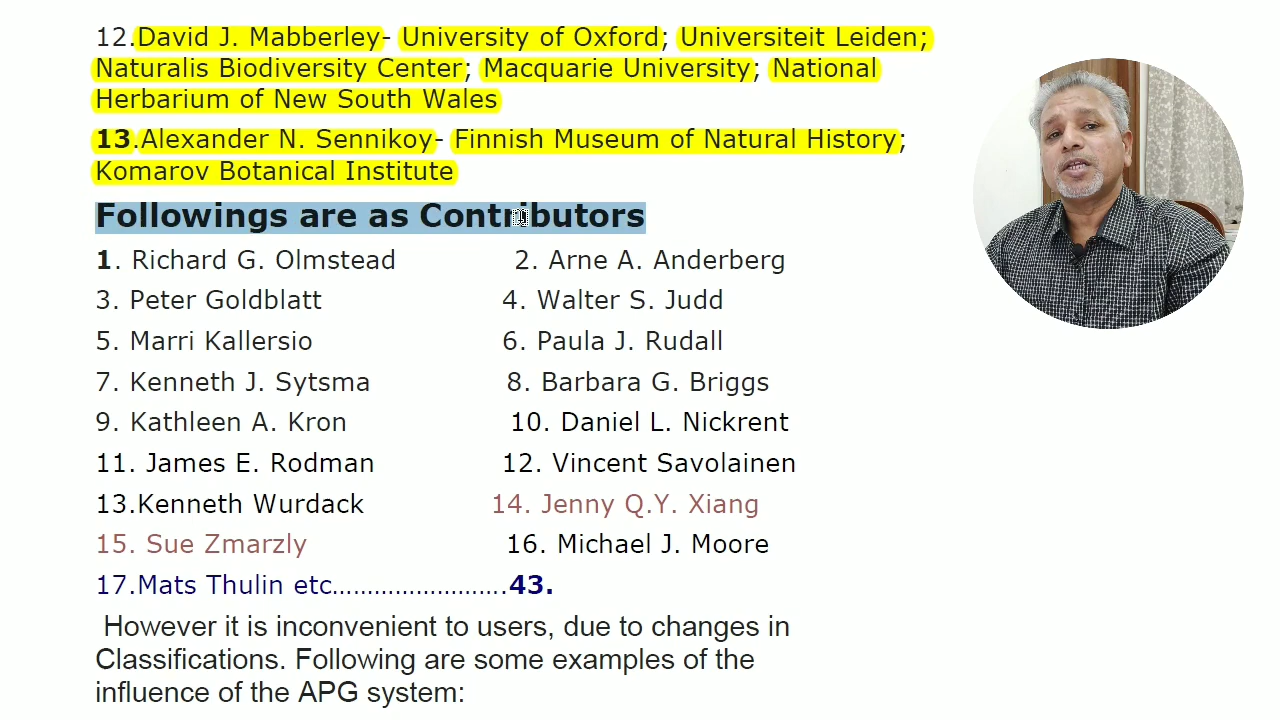 12.David J. Mabberley- University of Oxford; Universiteit Leiden;
Naturalis Biodiversity Center; Macquarie University; National
Herbarium of New South Wales
13.Alexander N. Sennikoy- Finnish Museum of Natural History;
Komarov Botanical Institute
Followings are as Contributors
1. Richard G. Olmstead 2. Arne A. Anderberg
3. Peter Goldblatt 4. Walter S. Judd
5. Marri Kallersio 6. Paula J. Rudall
7. Kenneth J. Sytsma 8. Barbara G. Briggs
9. Kathleen A. Kron 10. Daniel L. Nickrent
11. James E. Rodman 12. Vincent Savolainen
13.Kenneth Wurdack 14. Jenny Q.Y. Xiang
15. Sue Zmarzly 16. Michael J. Moore
17.Mats Thulin etc.........................43.
However it is inconvenient to users, due to changes in
Classifications. Following are some examples of the
influence of the APG system: